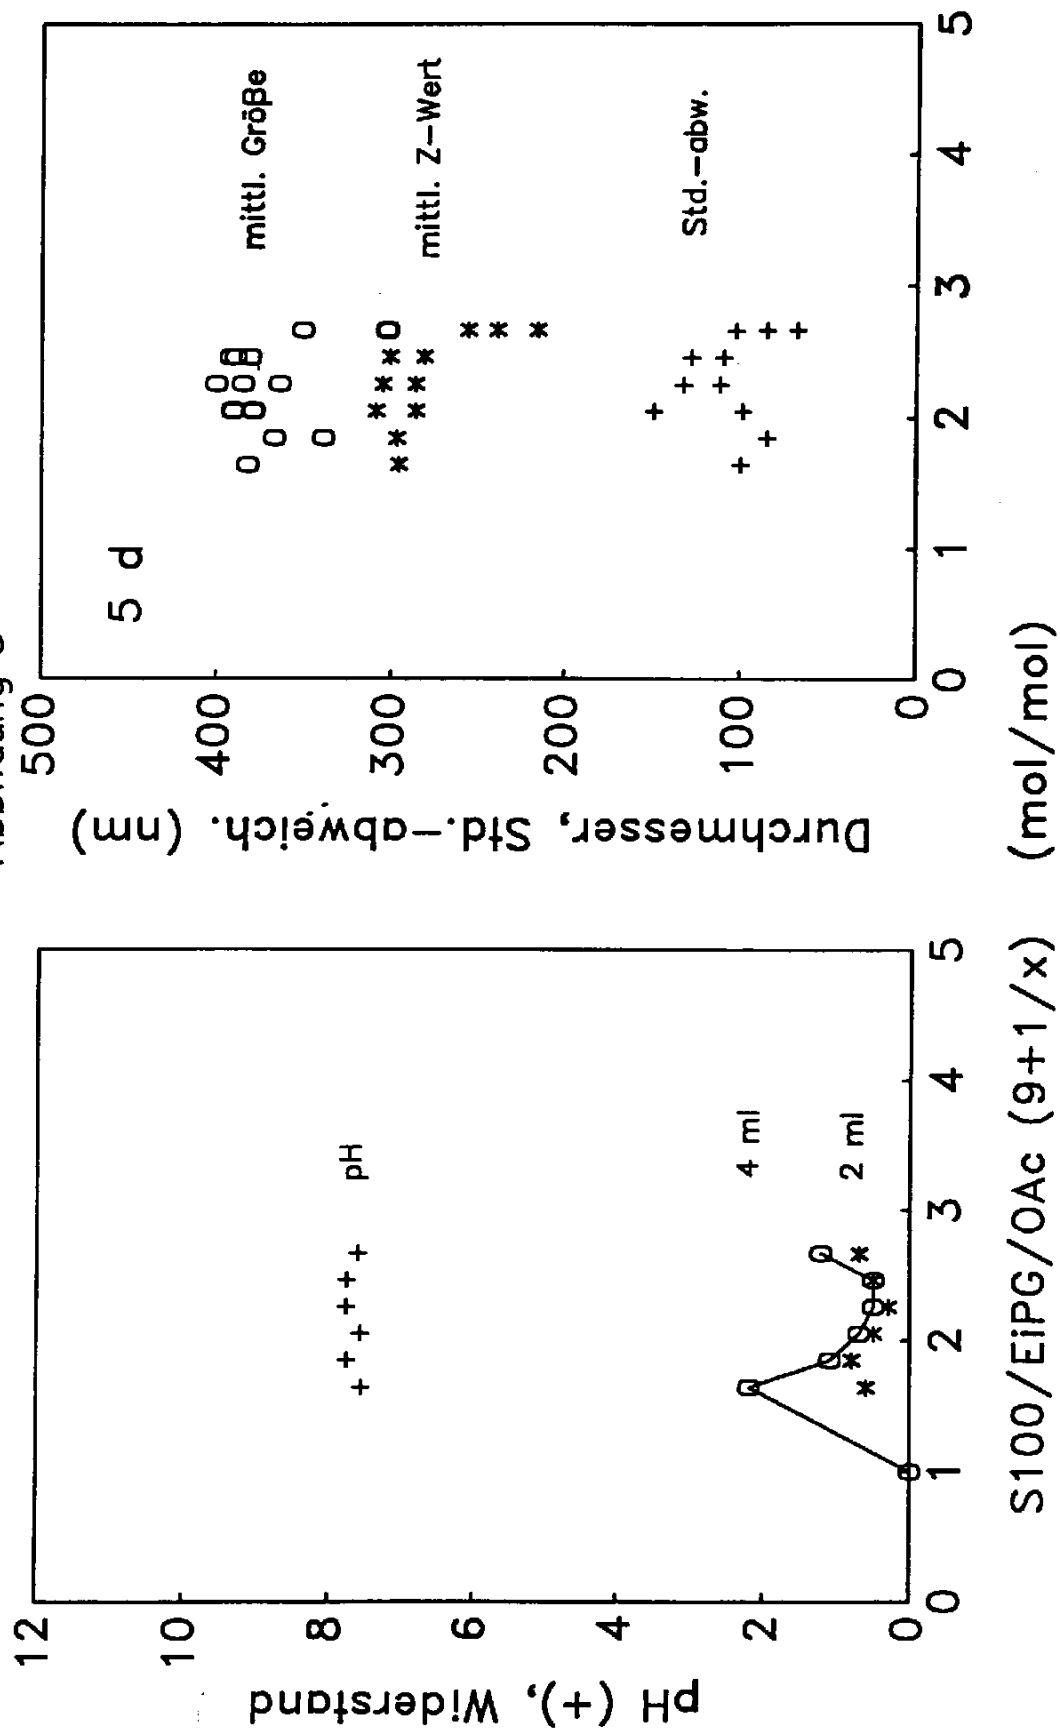 Abbildung
pH (+), Widerstand
12
10
8
6
4
2
0
pH
4 ml
2 ml
0 1 2 3 4 5
Durchmesser, Std.-abweich. (nm)
500
400
300
200
100
0
5 d
mittl. Größe
mittl. Z-Wert
Std.-abw.
0 1 2 3 4 5
S100/EiPG/OAc (9+1/x) (mol/mol)